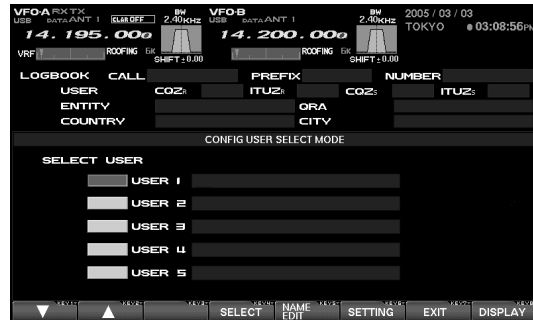 VFO-A RX TX BW VFO-B BW 2005 / 03 / 03
USB DATA ANT 1 CLAR OFF 2.40KHz USB DATA ANT 1 2.40KHz TOKYO 03:08:56PM
14. 195. 000 14. 200. 000
VRF ROOFING 6K SHIFT±0.00 ROOFING 6K SHIFT±0.00
LOGBOOK CALL PREFIX NUMBER
USER CQZR ITUZR CQZS ITUZS
ENTITY QRA
COUNTRY CITY
CONFIG USER SELECT MODE
SELECT USER
USER 1
USER 2
USER 3
USER 4
USER 5
▼ ▲ SELECT NAME EDIT SETTING EXIT DISPLAY